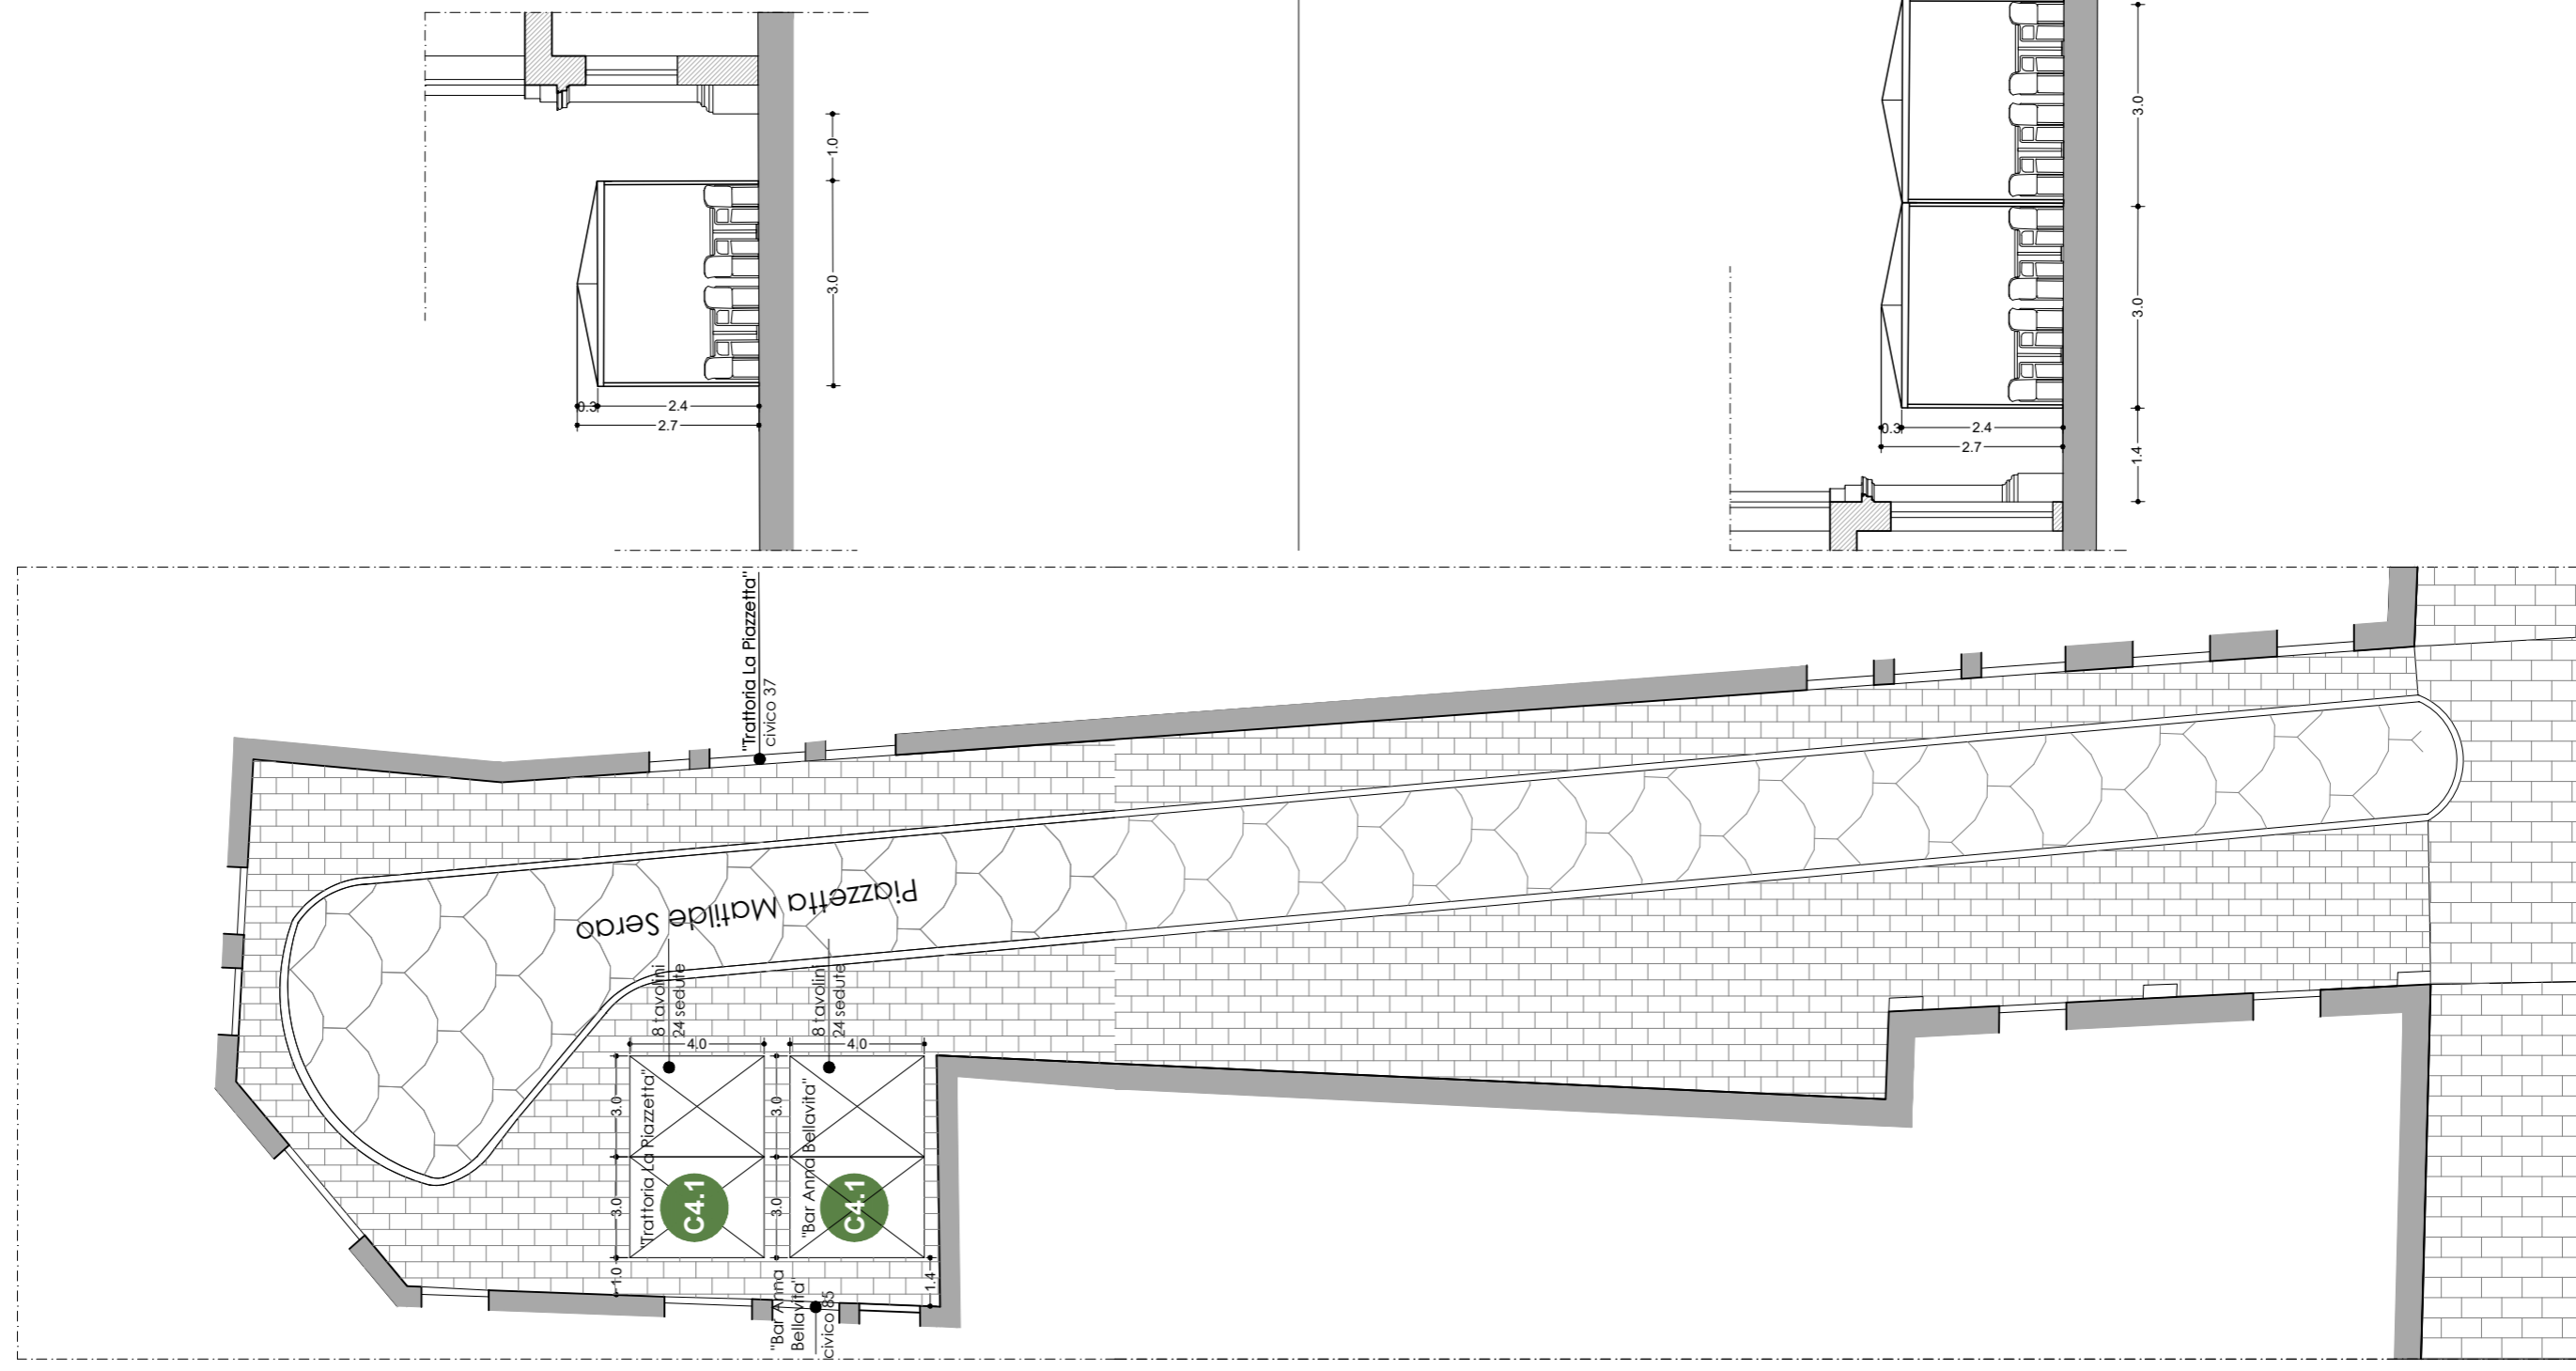 1.0
3.0
0.3
2.4
2.7
3.0
3.0
0.3
2.4
2.7
1.4
"Trattoria La Piazzetta"
civico 37
Piazzetta Matilde Serao
8 tavolini
24 sedute
8 tavolini
24 sedute
4.0
4.0
3.0
3.0
"Trattoria La Piazzetta"
"Bar Anna Bellavita"
3.0
3.0
C4.1
C4.1
1.0
1.4
"Bar Anna
Bellavita"
civico 85